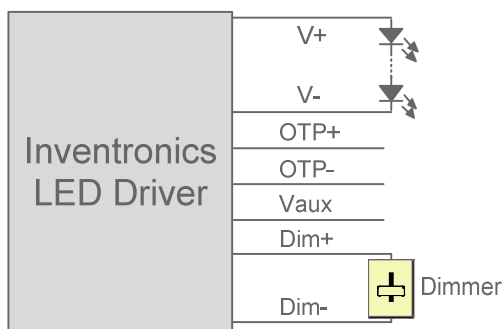 Inventronics
LED Driver
V+
V-
OTP+
OTP-
Vaux
Dim+
Dimmer
Dim-